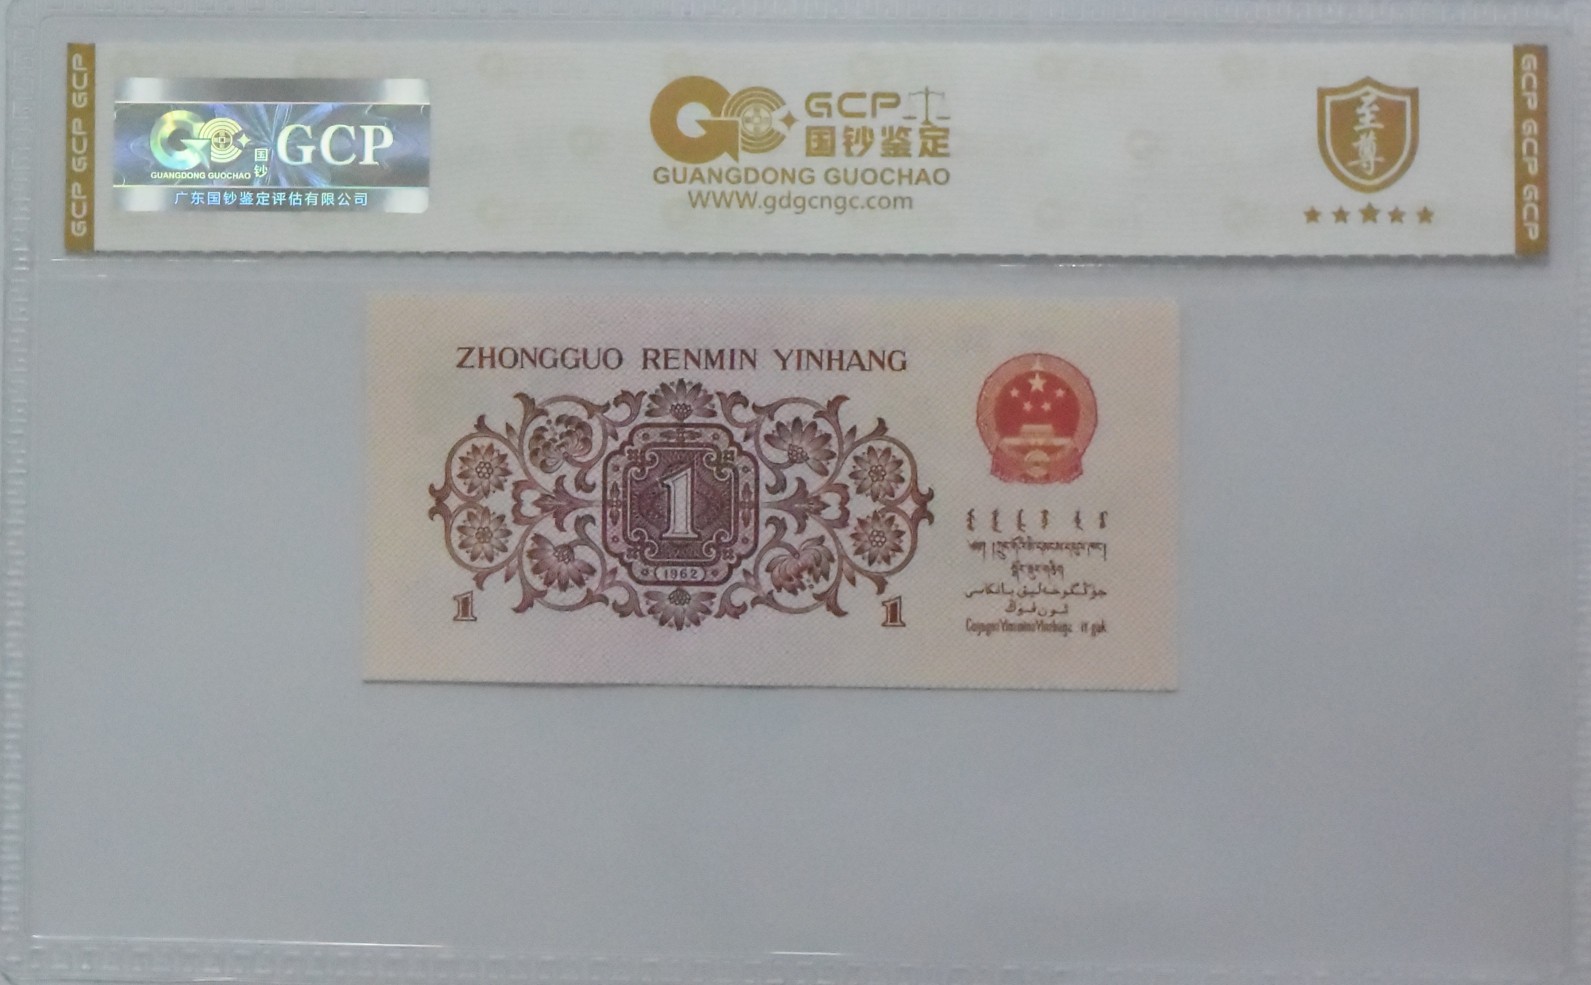 GCP GCP GCP
国钞
GCP
GUANGDONG GUOCHAO
广东国钞鉴定评估有限公司
GCP
国钞鉴定
GUANGDONG GUOCHAO
WWW.gdgcngc.com
至尊
GCP GCP GCP
ZHONGGUO RENMIN YINHANG
1
1962
1
1